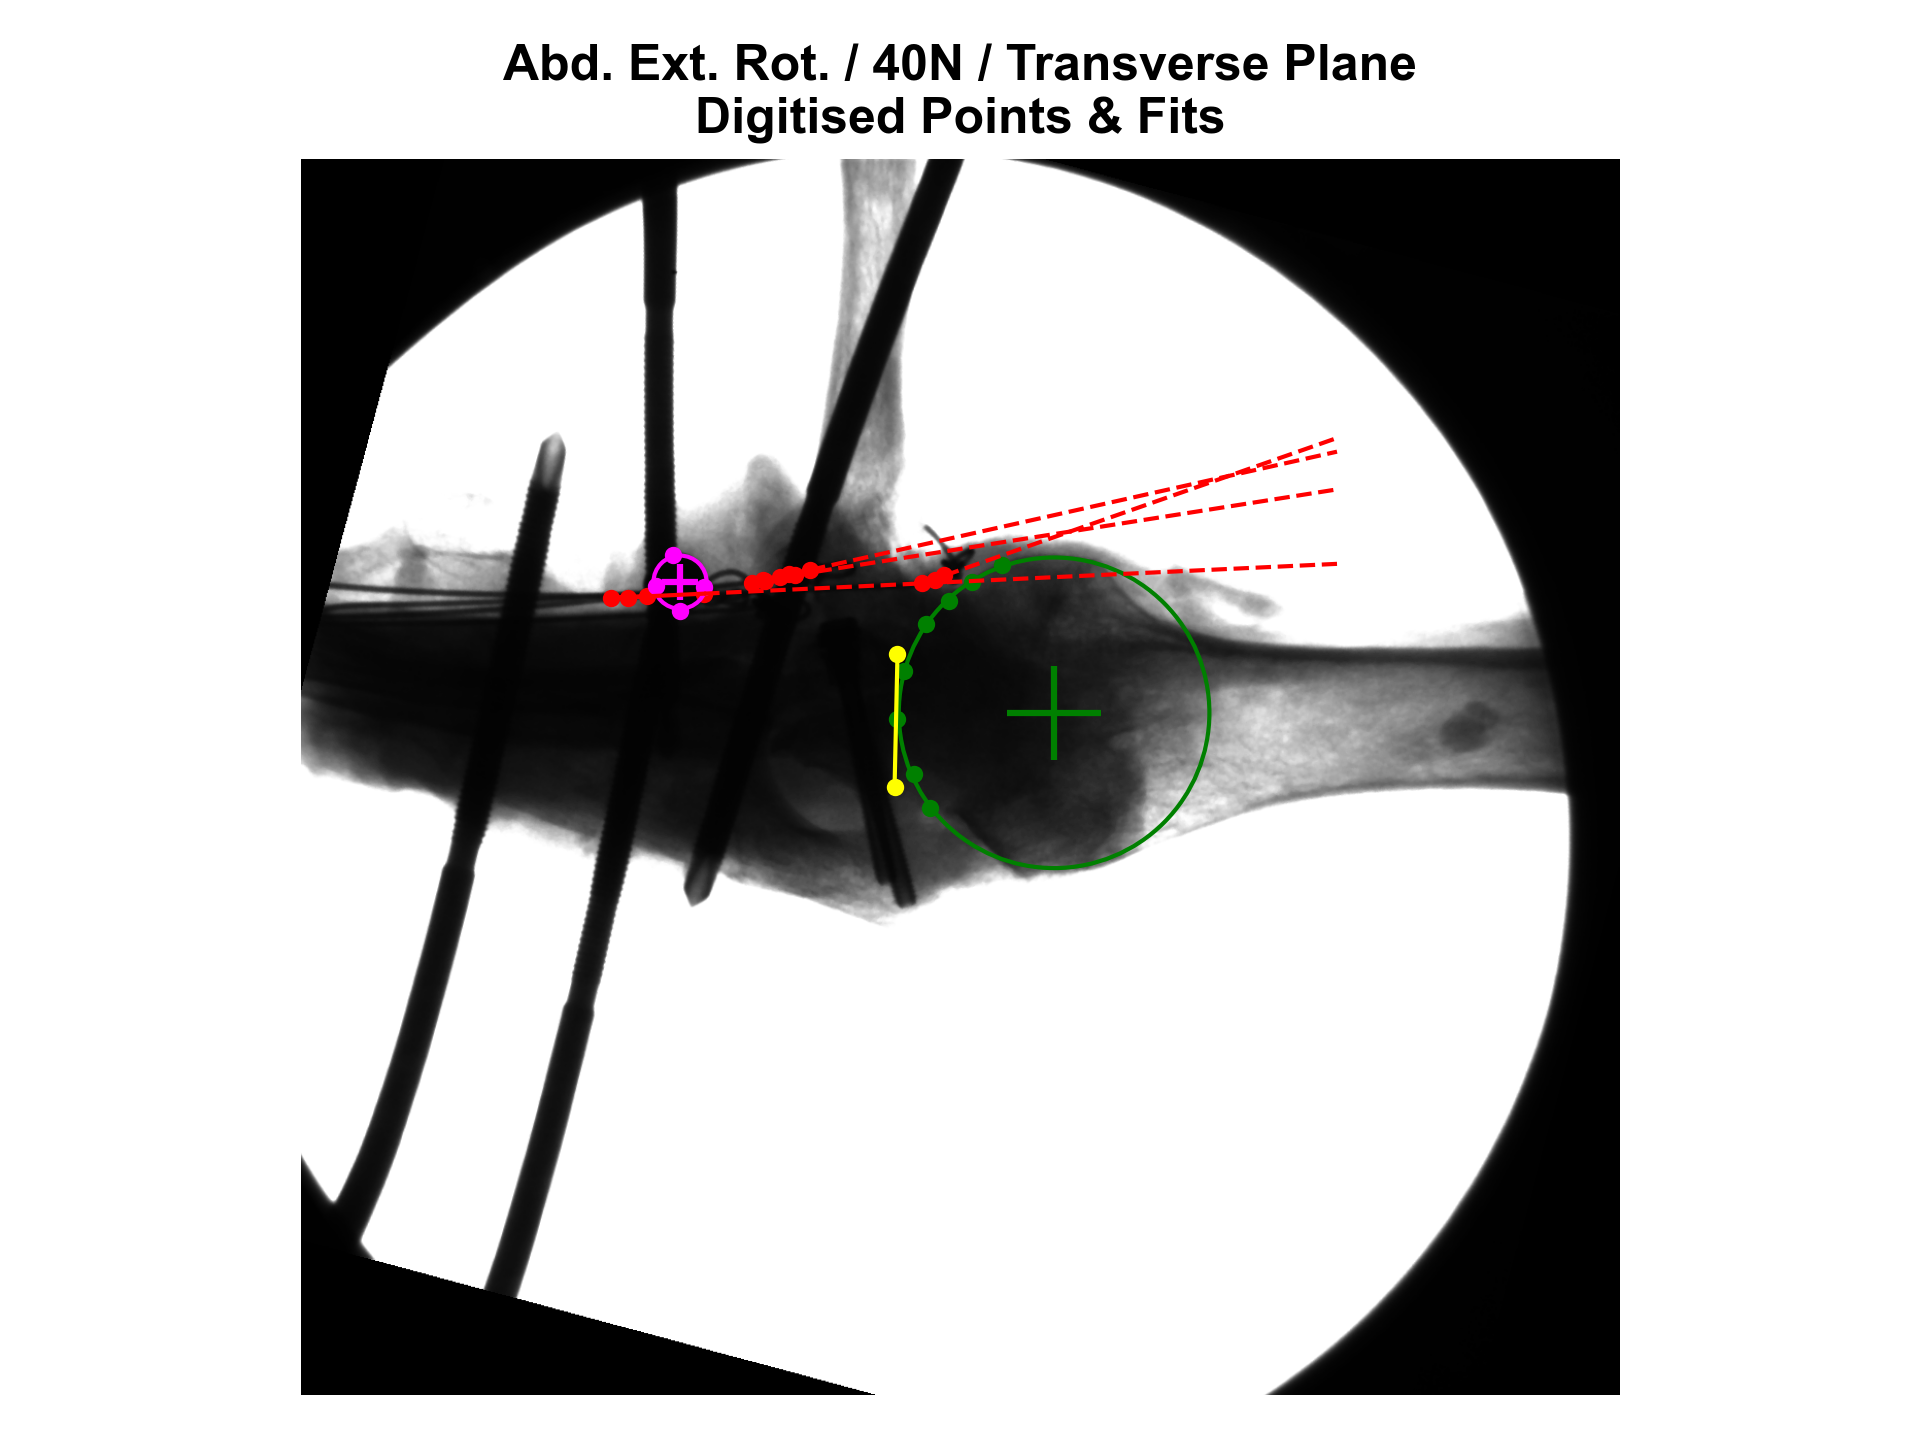 Abd. Ext. Rot. / 40N / Transverse Plane
Digitised Points & Fits